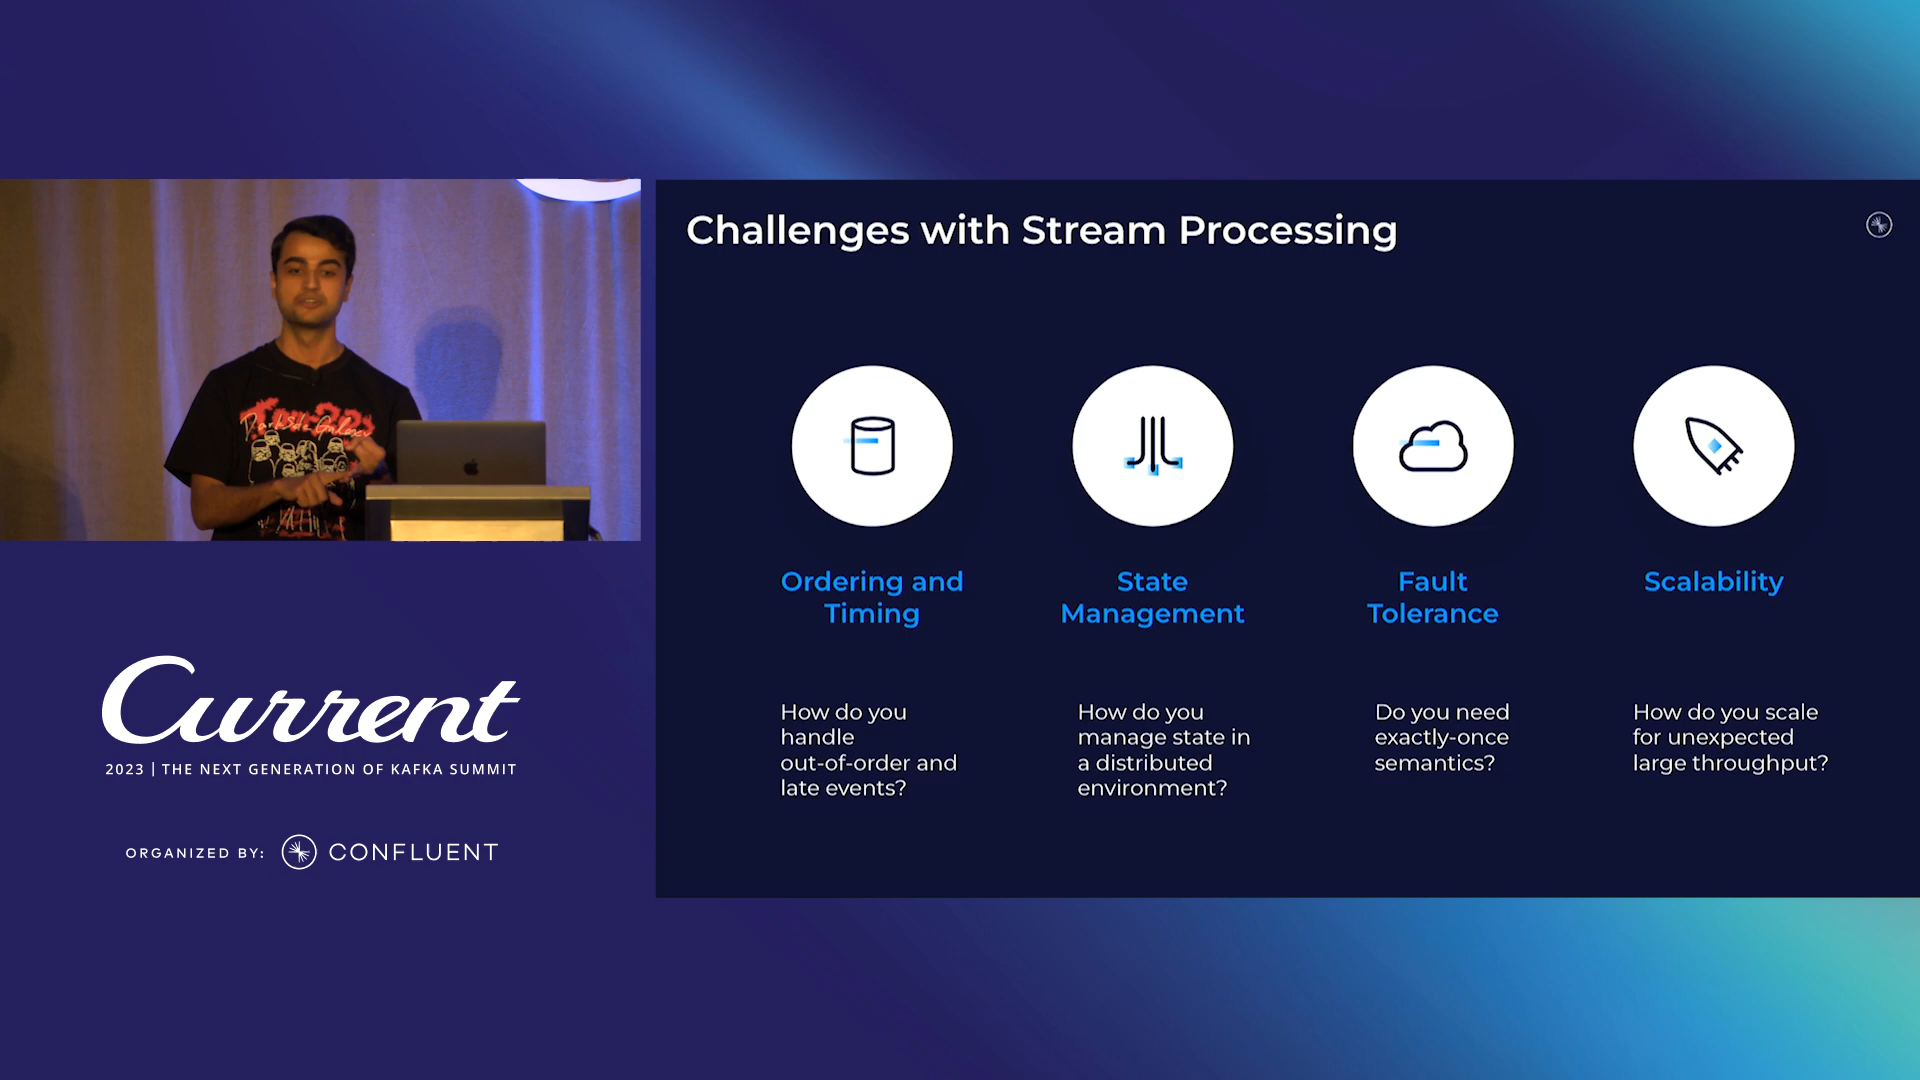 Challenges with Stream Processing
Ordering and
Timing
How do you
handle
out-of-order and
late events?
State
Management
How do you
manage state in
a distributed
environment?
Fault
Tolerance
Do you need
exactly-once
semantics?
Scalability
How do you scale
for unexpected
large throughput?
Darkside Galaxy
Current
2023 | THE NEXT GENERATION OF KAFKA SUMMIT
ORGANIZED BY: CONFLUENT